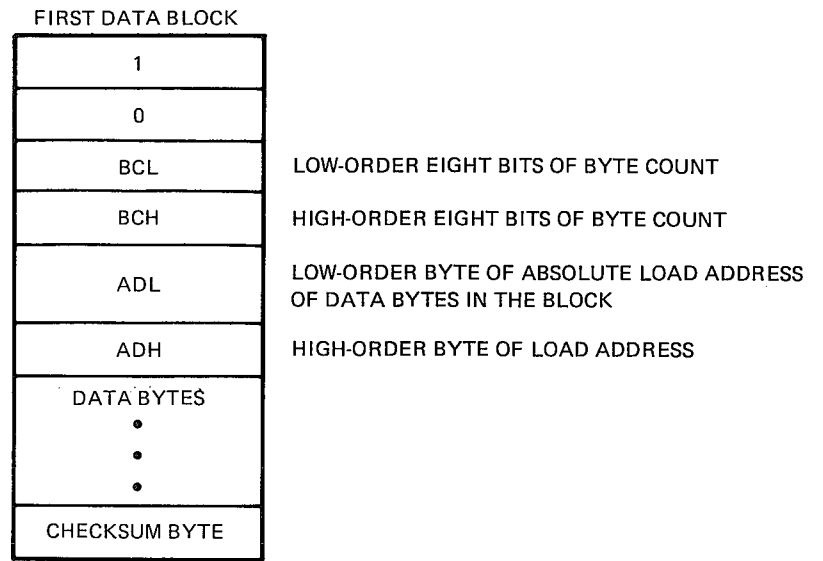 FIRST DATA BLOCK
1
0
BCL LOW-ORDER EIGHT BITS OF BYTE COUNT
BCH HIGH-ORDER EIGHT BITS OF BYTE COUNT
ADL LOW-ORDER BYTE OF ABSOLUTE LOAD ADDRESS
OF DATA BYTES IN THE BLOCK
ADH HIGH-ORDER BYTE OF LOAD ADDRESS
DATA BYTES
CHECKSUM BYTE